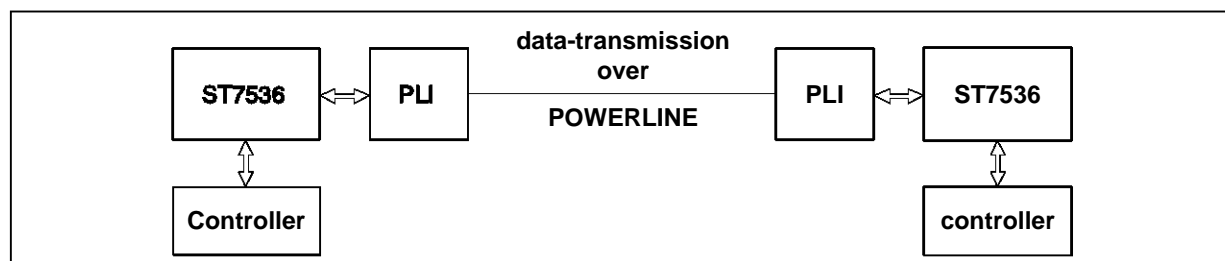 data-transmission
over
POWERLINE
ST7536
PLI
PLI
ST7536
Controller
controller